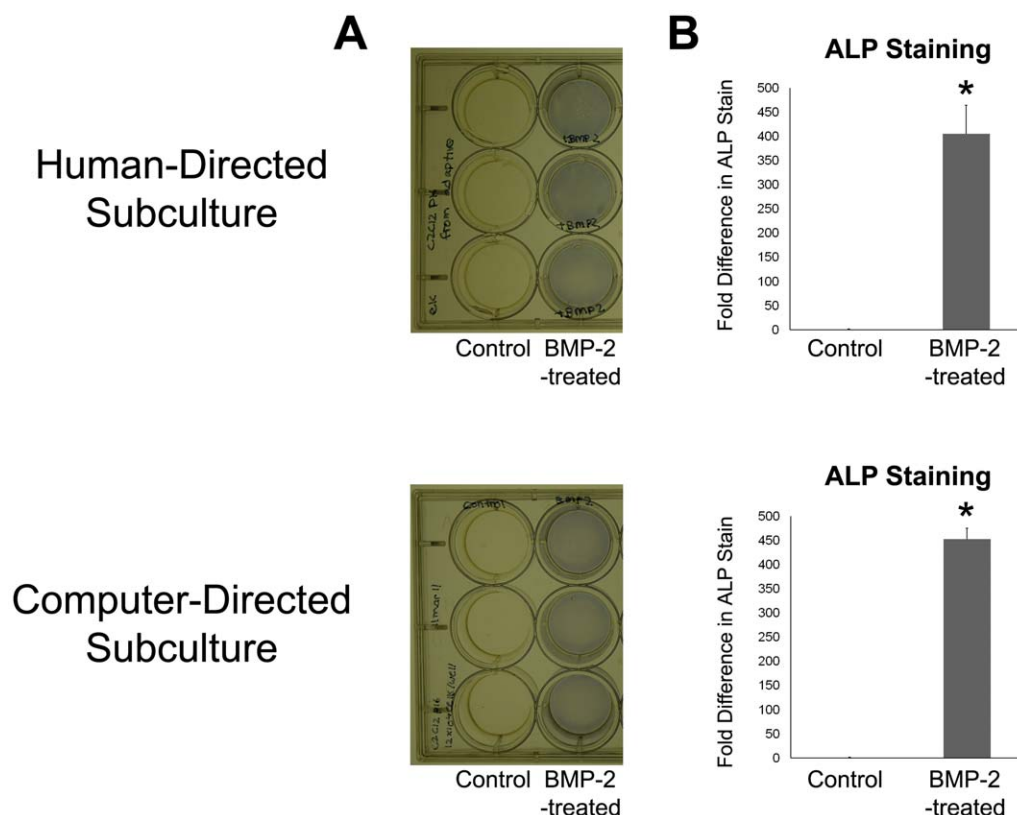 A
B
Human-Directed
Subculture
+BMP2
+BMP2
+BMP2
C2C12
from adaptive
Control
BMP-2
-treated
ALP Staining
*
Fold Difference in ALP Stain
500
450
400
350
300
250
200
150
100
50
0
Control
BMP-2
-treated
Computer-Directed
Subculture
Control
BMP2
C2C12
Control
BMP-2
-treated
ALP Staining
*
Fold Difference in ALP Stain
500
450
400
350
300
250
200
150
100
50
0
Control
BMP-2
-treated